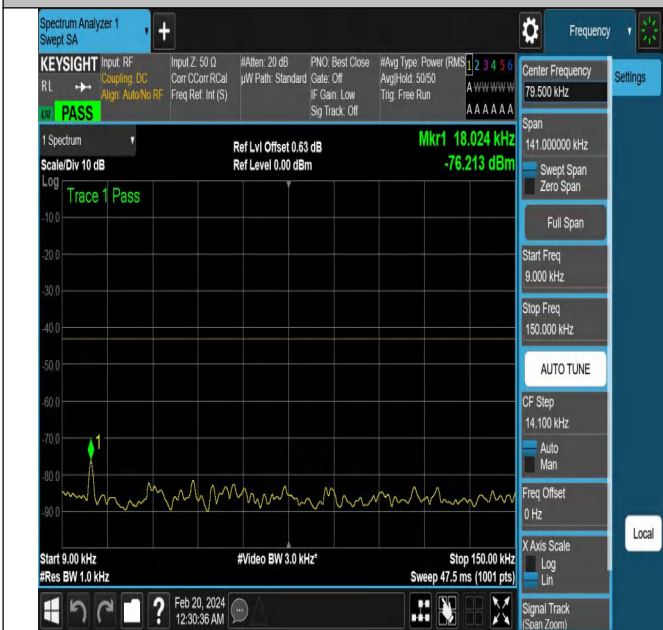 Spectrum Analyzer 1
Swept SA
+
Frequency
KEYSIGHT
RL
PASS
Input: RF
Coupling: DC
Align: Auto/No RF
Input Z: 50 Ω
Corr CCorr RCal
Freq Ref: Int (S)
#Atten: 20 dB
µW Path: Standard
PNO: Best Close
Gate: Off
IF Gain: Low
Sig Track: Off
#Avg Type: Power (RMS
Avg|Hold: 50/50
Trig: Free Run
1 2 3 4 5 6
A W W W W W
A A A A A A
1 Spectrum
Scale/Div 10 dB
Log
Ref Lvl Offset 0.63 dB
Ref Level 0.00 dBm
Mkr1 18.024 kHz
-76.213 dBm
Trace 1 Pass
-10.0
-20.0
-30.0
-40.0
-50.0
-60.0
-70.0
-80.0
-90.0
1
Start 9.00 kHz
#Res BW 1.0 kHz
#Video BW 3.0 kHz*
Stop 150.00 kHz
Sweep 47.5 ms (1001 pts)
?
Feb 20, 2024
12:30:36 AM
Center Frequency
79.500 kHz
Settings
Span
141.000000 kHz
Swept Span
Zero Span
Full Span
Start Freq
9.000 kHz
Stop Freq
150.000 kHz
AUTO TUNE
CF Step
14.100 kHz
Auto
Man
Freq Offset
0 Hz
Local
X Axis Scale
Log
Lin
Signal Track
(Span Zoom)